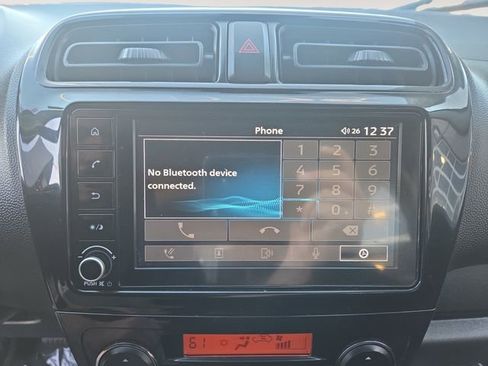 Phone 26 12 37
No Bluetooth device
connected.
1 2 3
4 5 6
7 8 9
* 0 #
PUSH
61